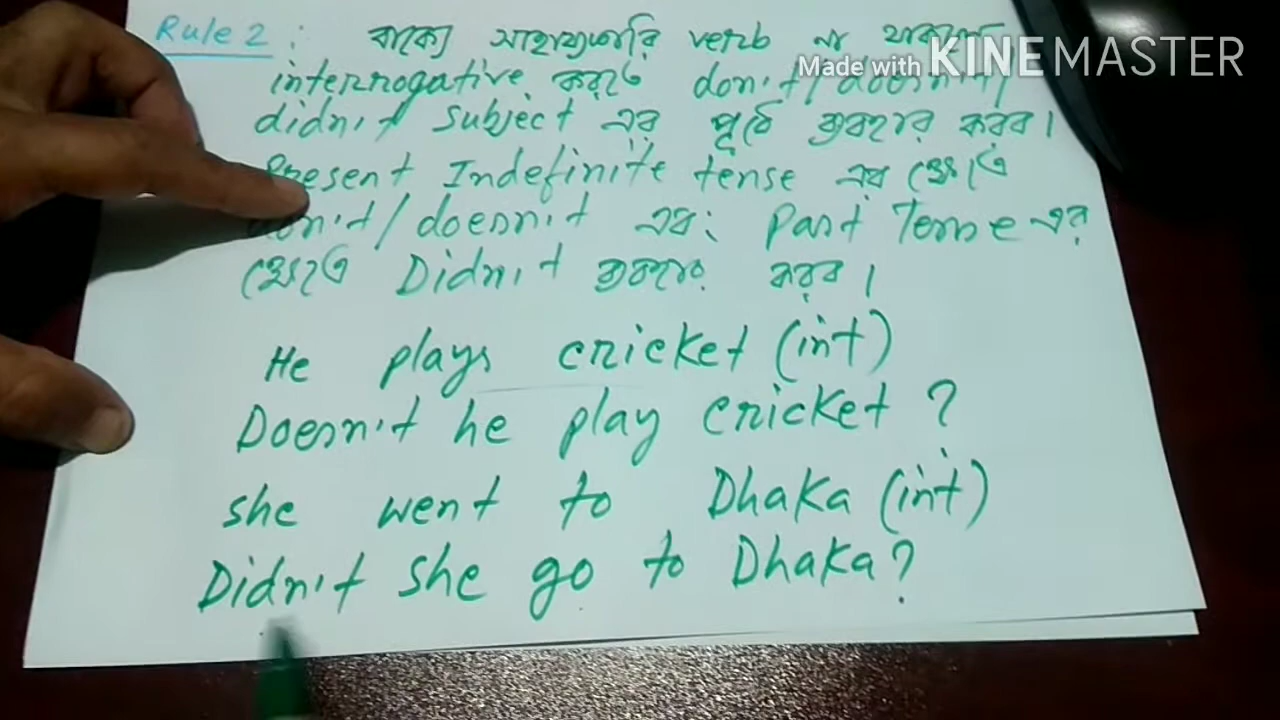 Rule 2 : বাক্যে সাহায্যকারি verb না থাকলে
Made with KINEMASTER
interrogative করতে don't/doesn't/
didn't subject এর পূর্বে ব্যবহার করব।
Present Indefinite tense এর ক্ষেত্রে
don't/doesn't এবং Past Tense এর
ক্ষেত্রে Didn't ব্যবহার করব।
He plays cricket (int)
Doesn't he play cricket ?
she went to Dhaka (int)
Didn't she go to Dhaka?